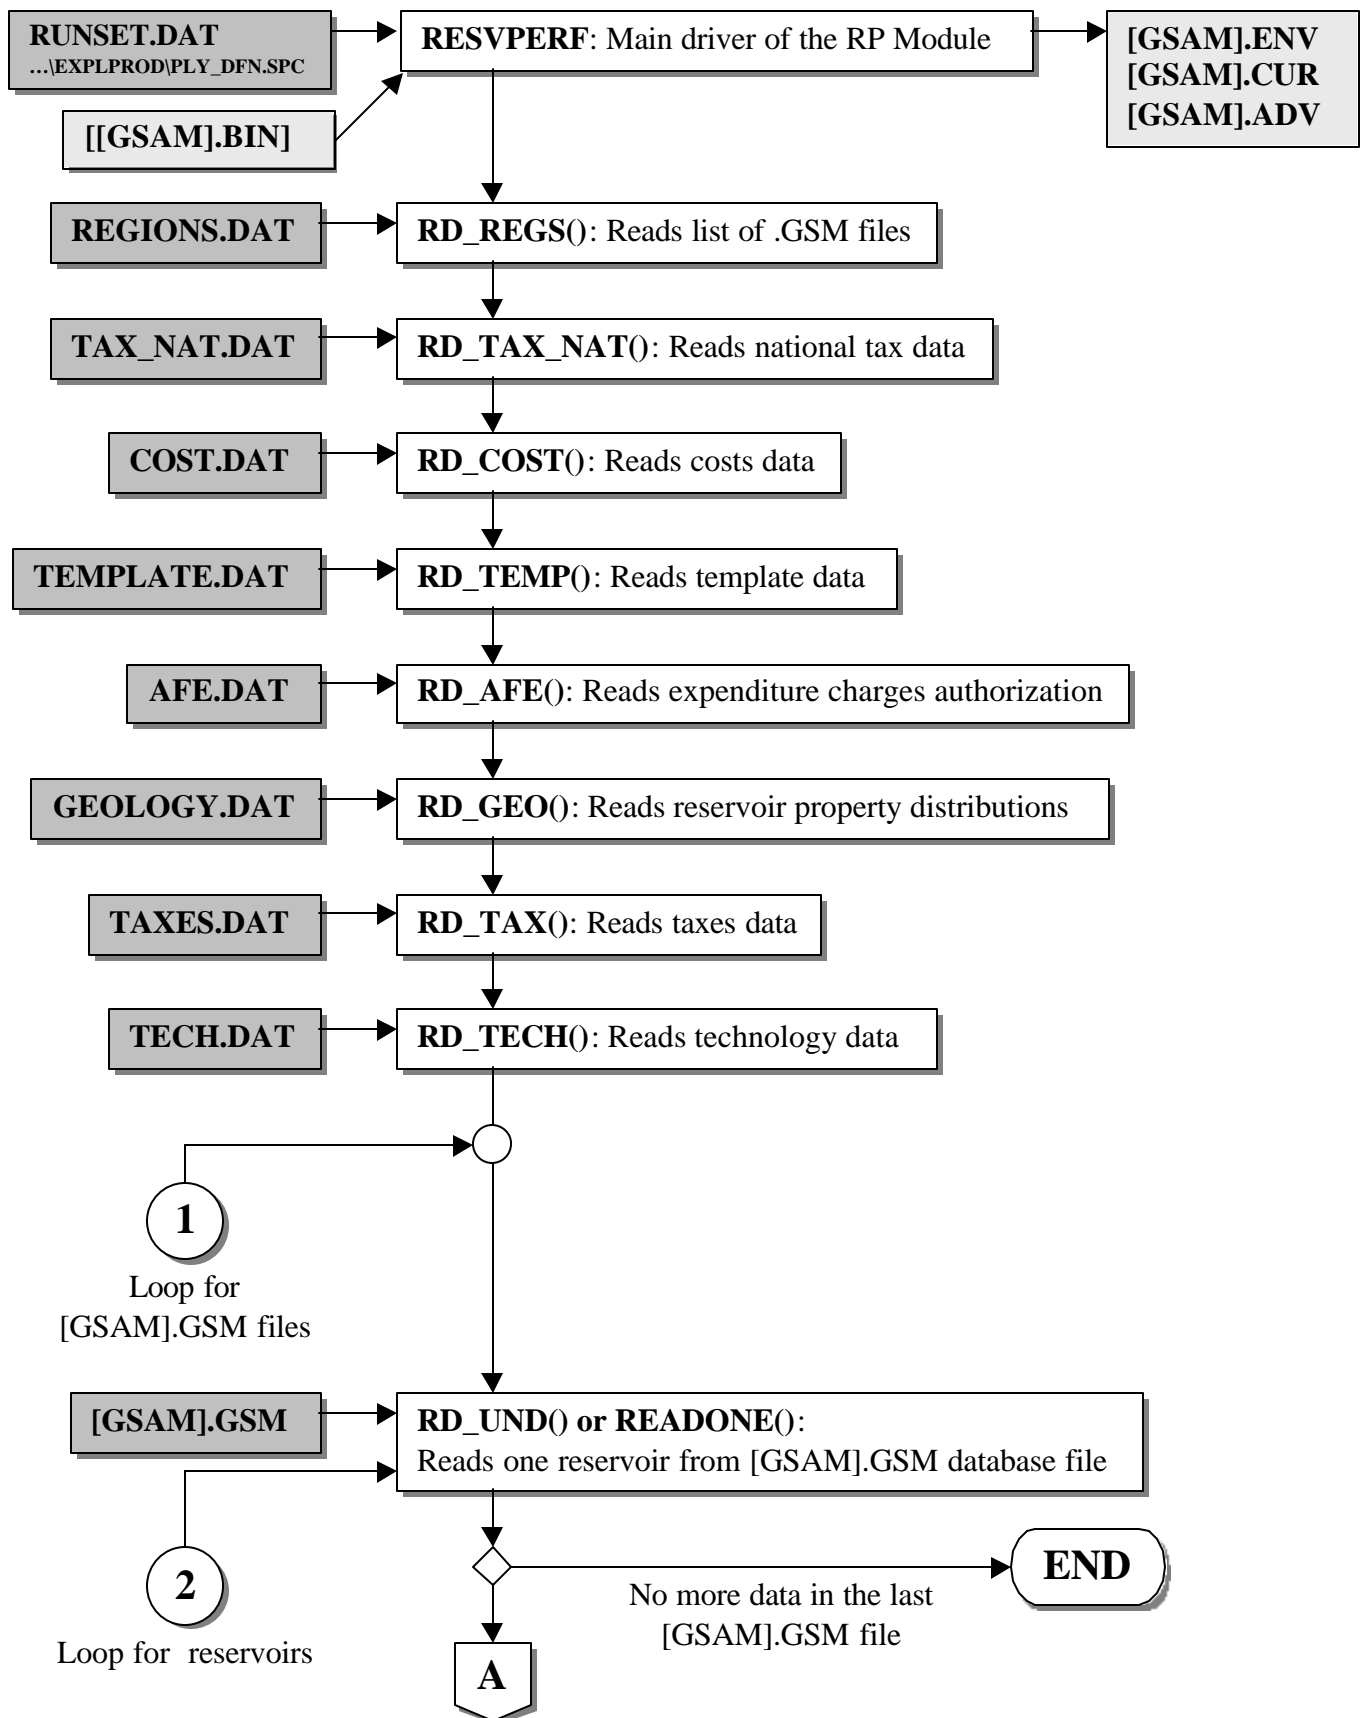 RUNSET.DAT
...\EXPLPROD\PLY_DFN.SPC
RESVPERF: Main driver of the RP Module
[GSAM].ENV
[GSAM].CUR
[GSAM].ADV
[[GSAM].BIN]
REGIONS.DAT
RD_REGS(): Reads list of .GSM files
TAX_NAT.DAT
RD_TAX_NAT(): Reads national tax data
COST.DAT
RD_COST(): Reads costs data
TEMPLATE.DAT
RD_TEMP(): Reads template data
AFE.DAT
RD_AFE(): Reads expenditure charges authorization
GEOLOGY.DAT
RD_GEO(): Reads reservoir property distributions
TAXES.DAT
RD_TAX(): Reads taxes data
TECH.DAT
RD_TECH(): Reads technology data
1
Loop for
[GSAM].GSM files
[GSAM].GSM
RD_UND() or READONE():
Reads one reservoir from [GSAM].GSM database file
2
Loop for reservoirs
No more data in the last
[GSAM].GSM file
END
A